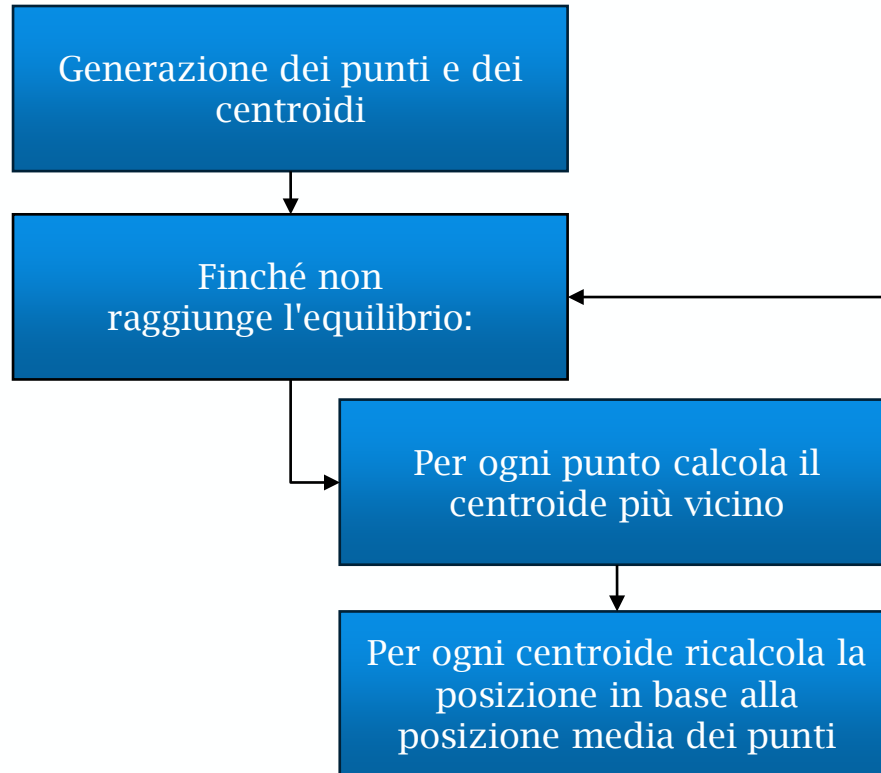 Generazione dei punti e dei
centroidi
Finché non
raggiunge l'equilibrio:
Per ogni punto calcola il
centroide più vicino
Per ogni centroide ricalcola la
posizione in base alla
posizione media dei punti